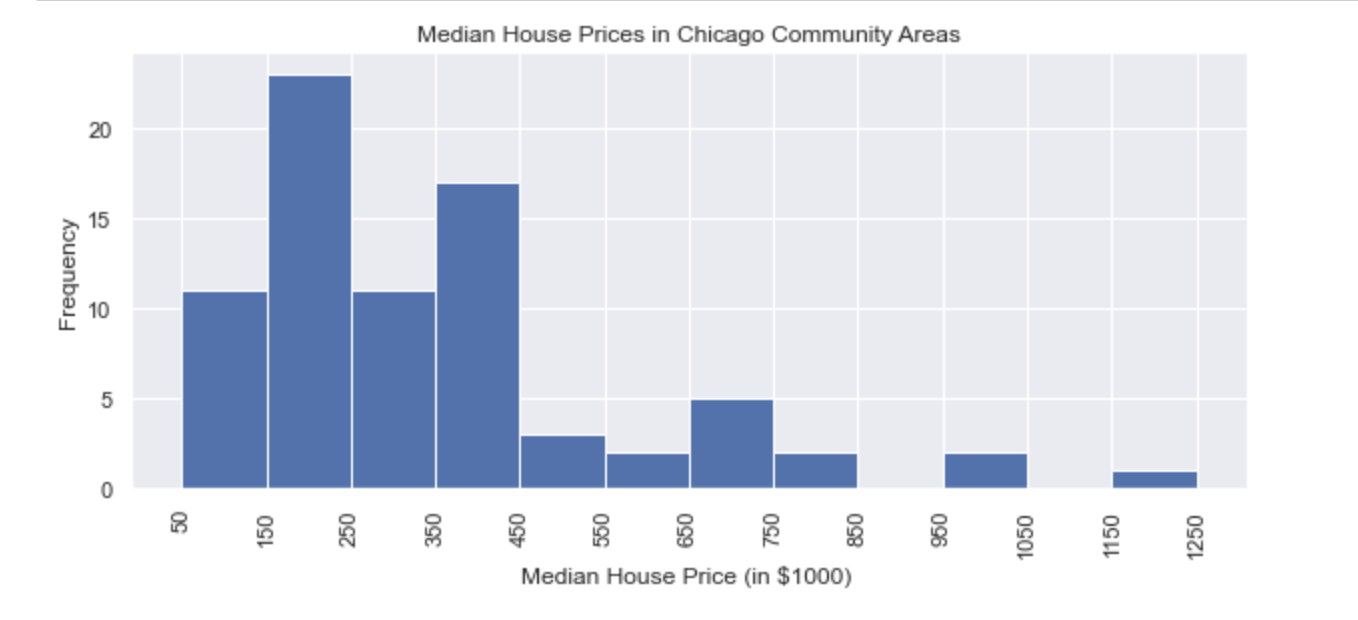 Median House Prices in Chicago Community Areas
20
15
10
5
0
Frequency
50 150 250 350 450 550 650 750 850 950 1050 1150 1250
Median House Price (in $1000)